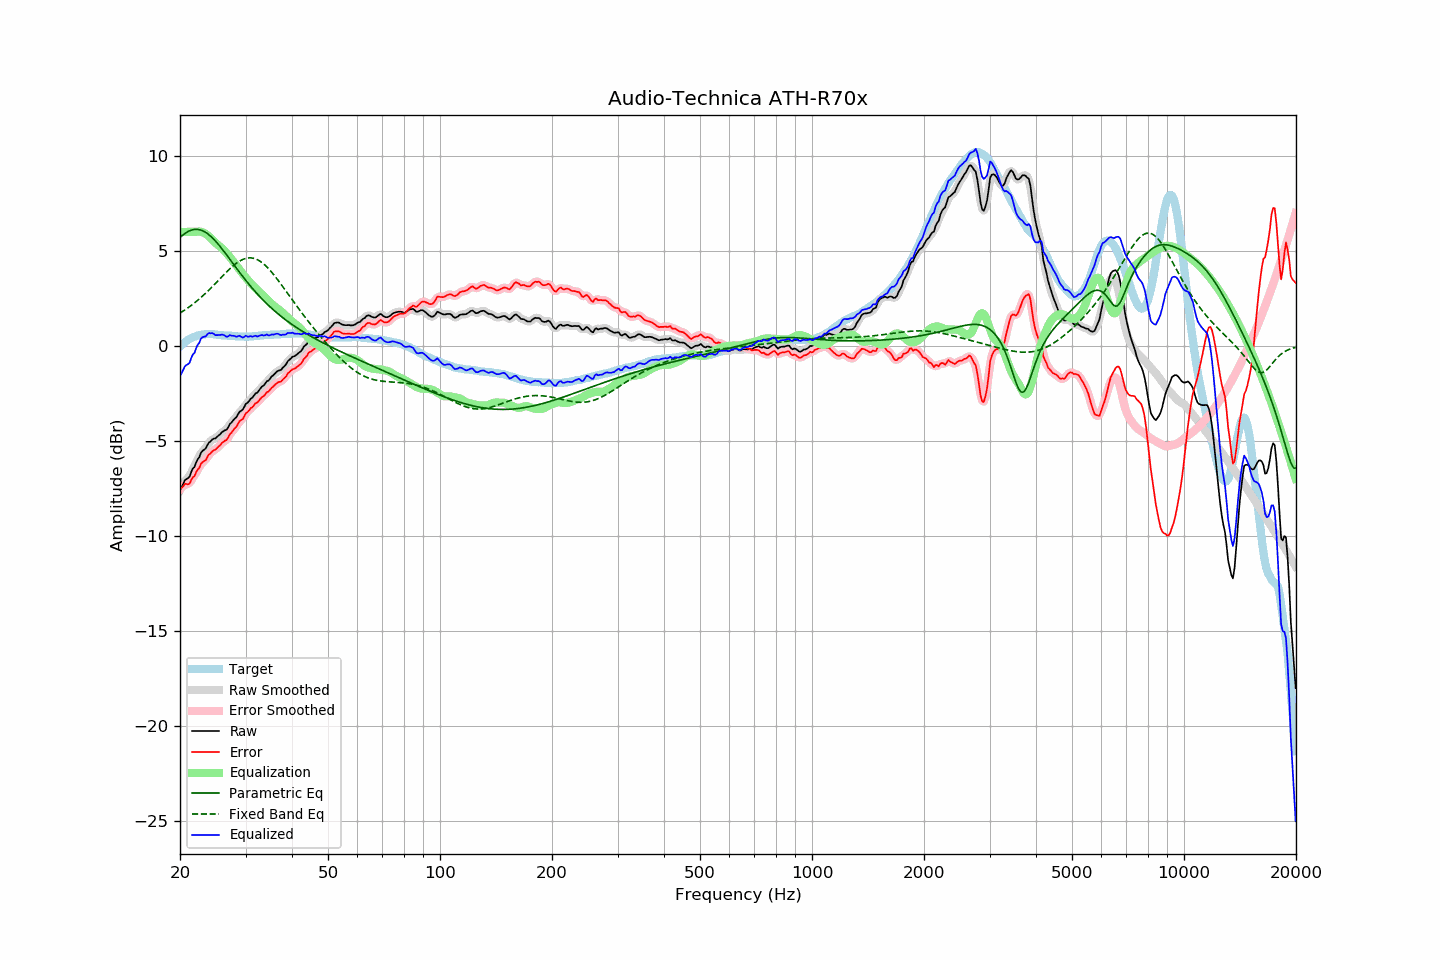 Audio-Technica ATH-R70x
Amplitude (dBr)
10
5
0
−5
−10
−15
−20
−25
Target
Raw Smoothed
Error Smoothed
Raw
Error
Equalization
Parametric Eq
Fixed Band Eq
Equalized
20 50 100 200 500 1000 2000 5000 10000 20000
Frequency (Hz)